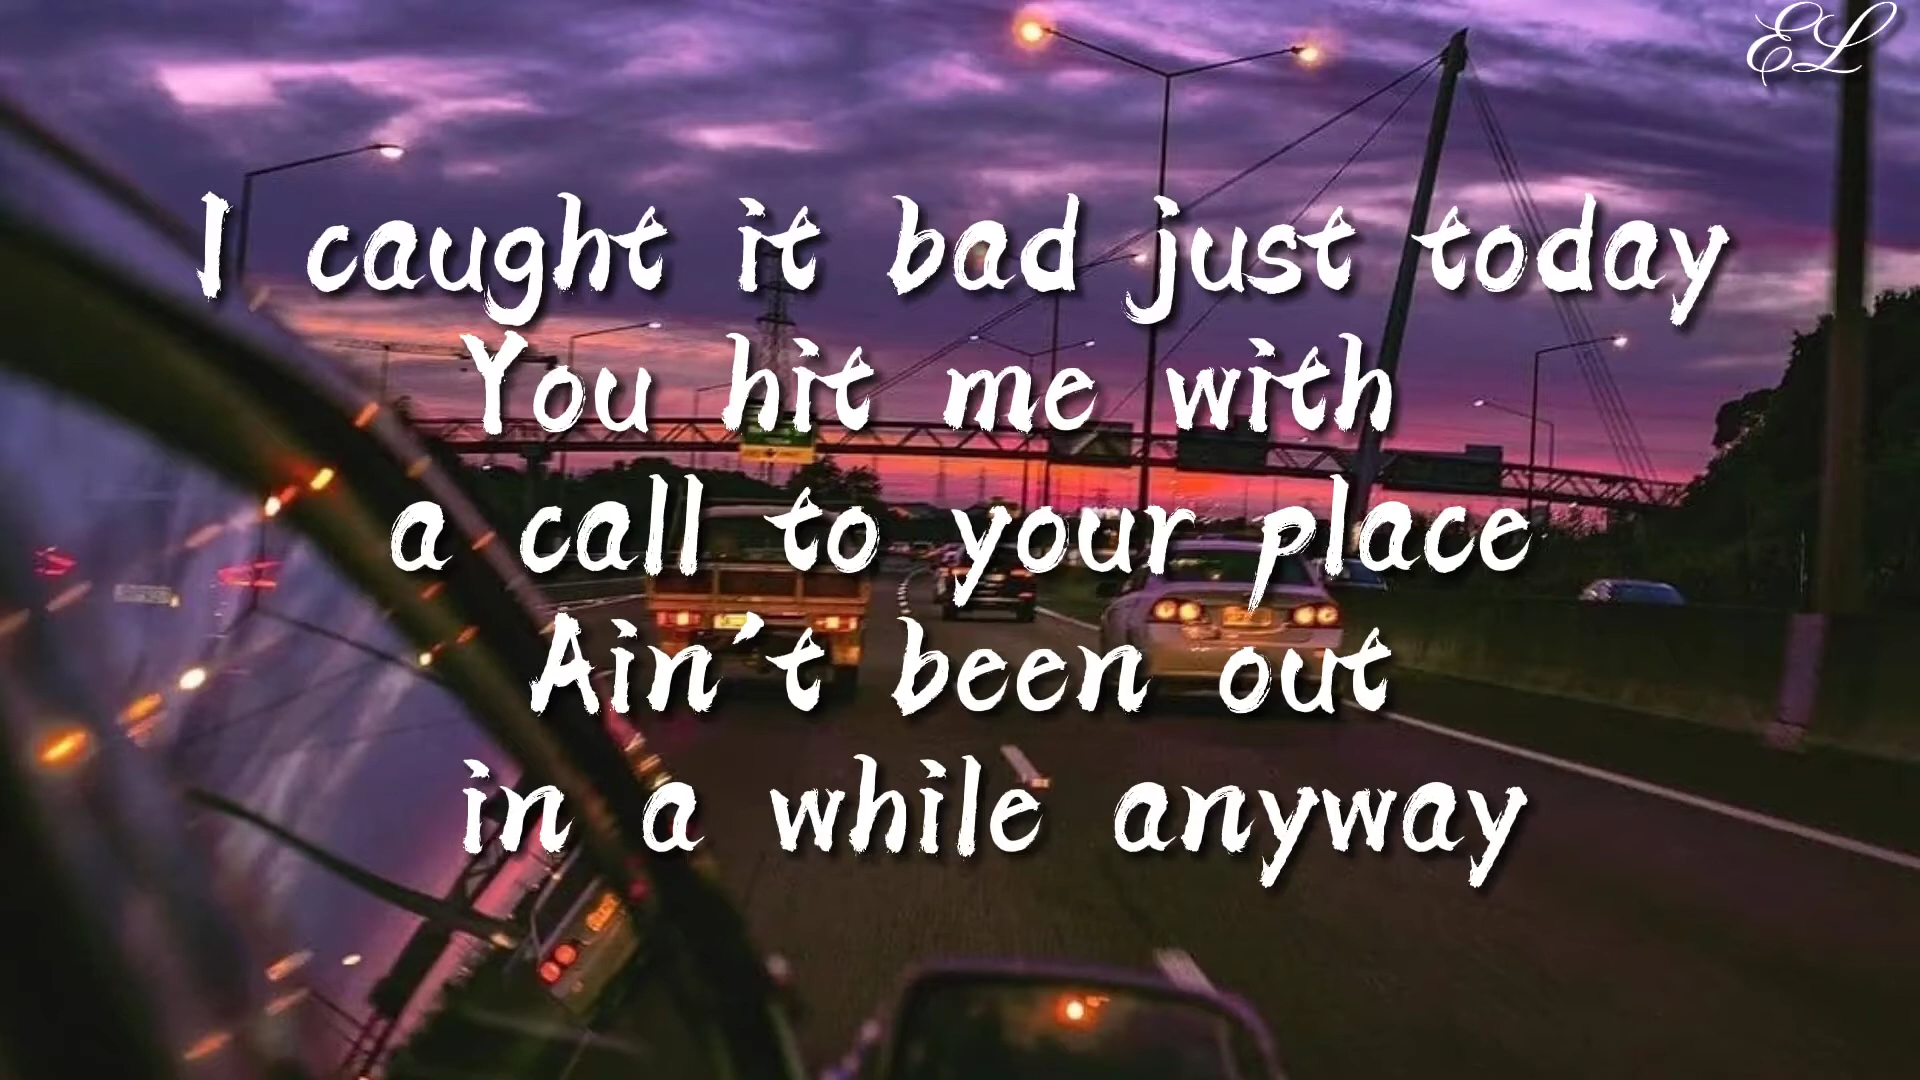 EL
I caught it bad just today
You hit me with
a call to your place
Ain't been out
in a while anyway